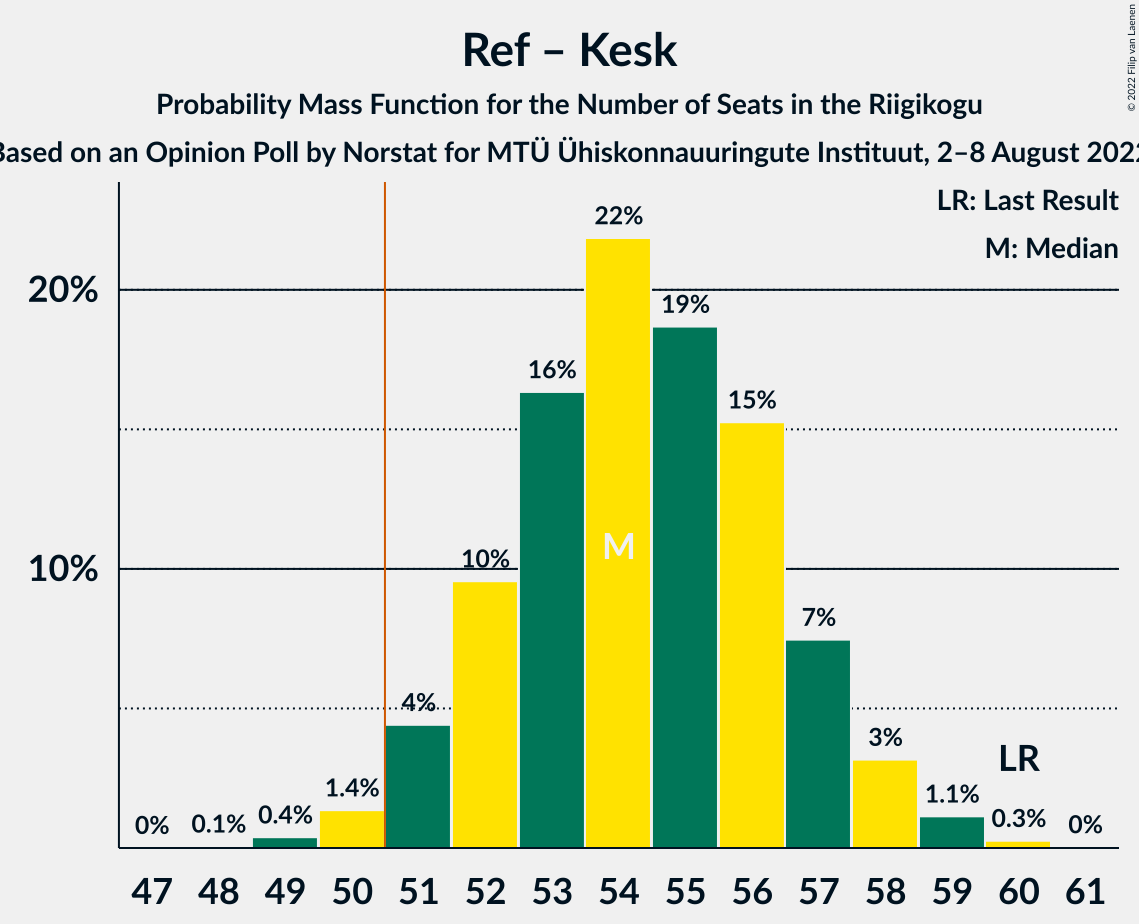 Ref – Kesk
Probability Mass Function for the Number of Seats in the Riigikogu
Based on an Opinion Poll by Norstat for MTÜ Ühiskonnauuringute Instituut, 2–8 August 2022
© 2022 Filip van Laenen
LR: Last Result
M: Median
20%
10%
0%
0.1%
0.4%
1.4%
4%
10%
16%
22%
19%
15%
7%
3%
1.1%
0.3%
0%
M
LR
47 48 49 50 51 52 53 54 55 56 57 58 59 60 61